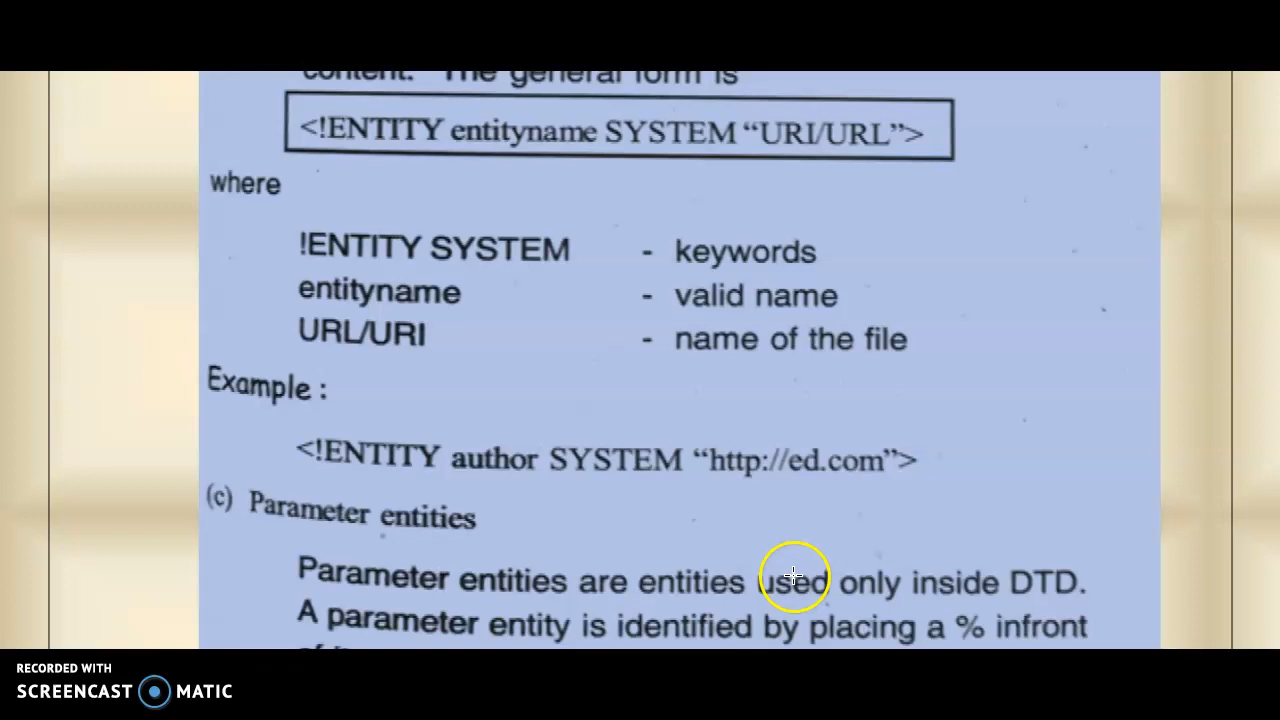 content. The general form is
<!ENTITY entityname SYSTEM “URI/URL”>
where
!ENTITY SYSTEM - keywords
entityname - valid name
URL/URI - name of the file
Example :
<!ENTITY author SYSTEM “http://ed.com”>
(c) Parameter entities
Parameter entities are entities used only inside DTD.
A parameter entity is identified by placing a % infront
RECORDED WITH
SCREENCAST MATIC